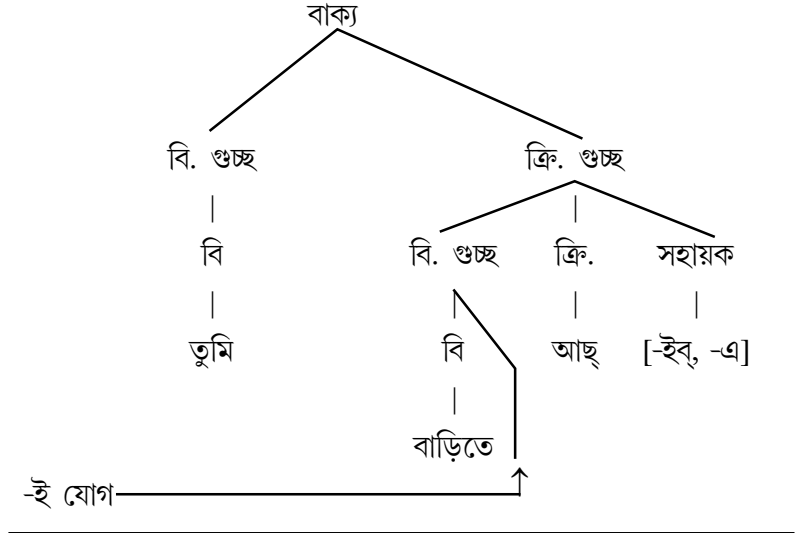 বাক্য
বি. গুচ্ছ ক্রি. গুচ্ছ
বি বি. গুচ্ছ ক্রি. সহায়ক
তুমি বি আছ্ [-ইব্, -এ]
বাড়িতে
-ই যোগ